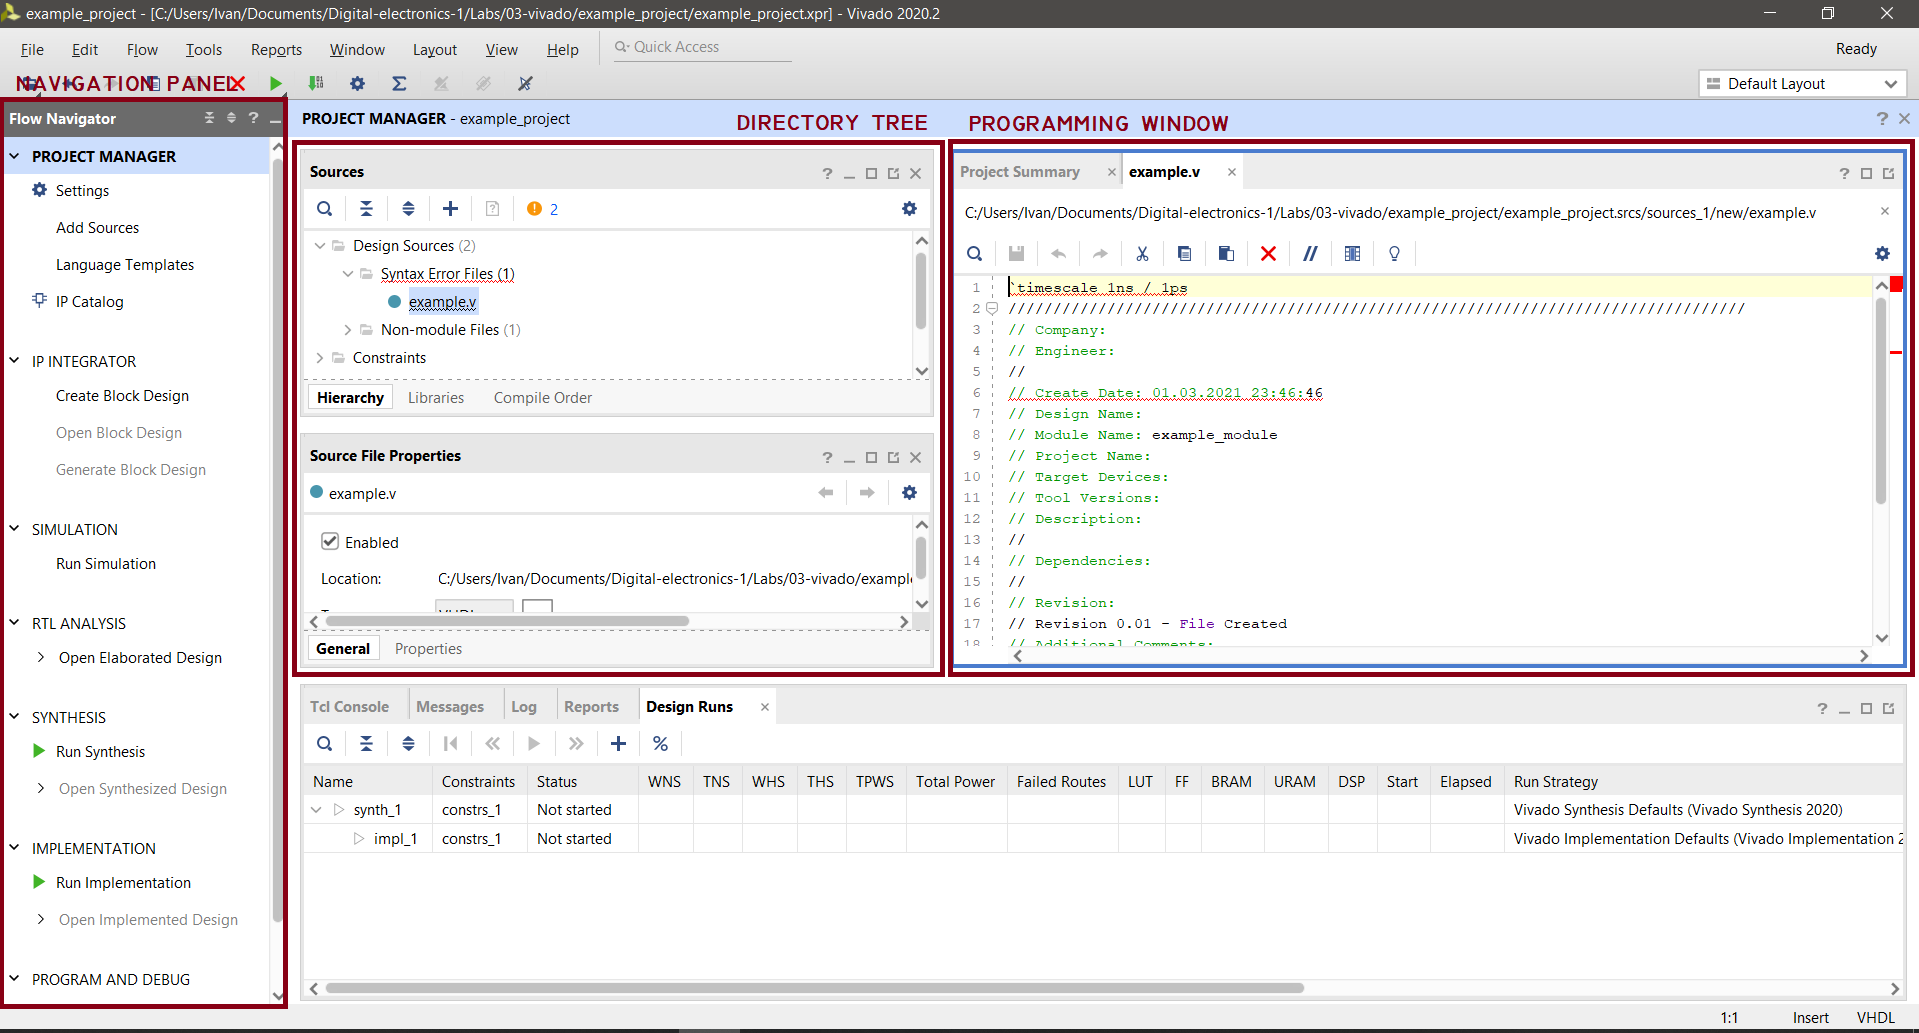 example_project - [C:/Users/Ivan/Documents/Digital-electronics-1/Labs/03-vivado/example_project/example_project.xpr] - Vivado 2020.2
File Edit Flow Tools Reports Window Layout View Help Quick Access Ready
NAVIGATION PANEL
Default Layout
Flow Navigator
PROJECT MANAGER
Settings
Add Sources
Language Templates
IP Catalog
IP INTEGRATOR
Create Block Design
Open Block Design
Generate Block Design
SIMULATION
Run Simulation
RTL ANALYSIS
Open Elaborated Design
SYNTHESIS
Run Synthesis
Open Synthesized Design
IMPLEMENTATION
Run Implementation
Open Implemented Design
PROGRAM AND DEBUG
PROJECT MANAGER - example_project
DIRECTORY TREE
PROGRAMMING WINDOW
Sources
2
Design Sources (2)
Syntax Error Files (1)
example.v
Non-module Files (1)
Constraints
Hierarchy Libraries Compile Order
Source File Properties
example.v
Enabled
Location: C:/Users/Ivan/Documents/Digital-electronics-1/Labs/03-vivado/exampl
General Properties
Project Summary example.v
C:/Users/Ivan/Documents/Digital-electronics-1/Labs/03-vivado/example_project/example_project.srcs/sources_1/new/example.v
1 `timescale 1ns / 1ps
2 //////////////////////////////////////////////////////////////////////////////////
3 // Company:
4 // Engineer:
5 //
6 // Create Date: 01.03.2021 23:46:46
7 // Design Name:
8 // Module Name: example_module
9 // Project Name:
10 // Target Devices:
11 // Tool Versions:
12 // Description:
13 //
14 // Dependencies:
15 //
16 // Revision:
17 // Revision 0.01 - File Created
18 // Additional Comments:
Tcl Console Messages Log Reports Design Runs
Name Constraints Status WNS TNS WHS THS TPWS Total Power Failed Routes LUT FF BRAM URAM DSP Start Elapsed Run Strategy
synth_1 constrs_1 Not started Vivado Synthesis Defaults (Vivado Synthesis 2020)
impl_1 constrs_1 Not started Vivado Implementation Defaults (Vivado Implementation 2
1:1 Insert VHDL